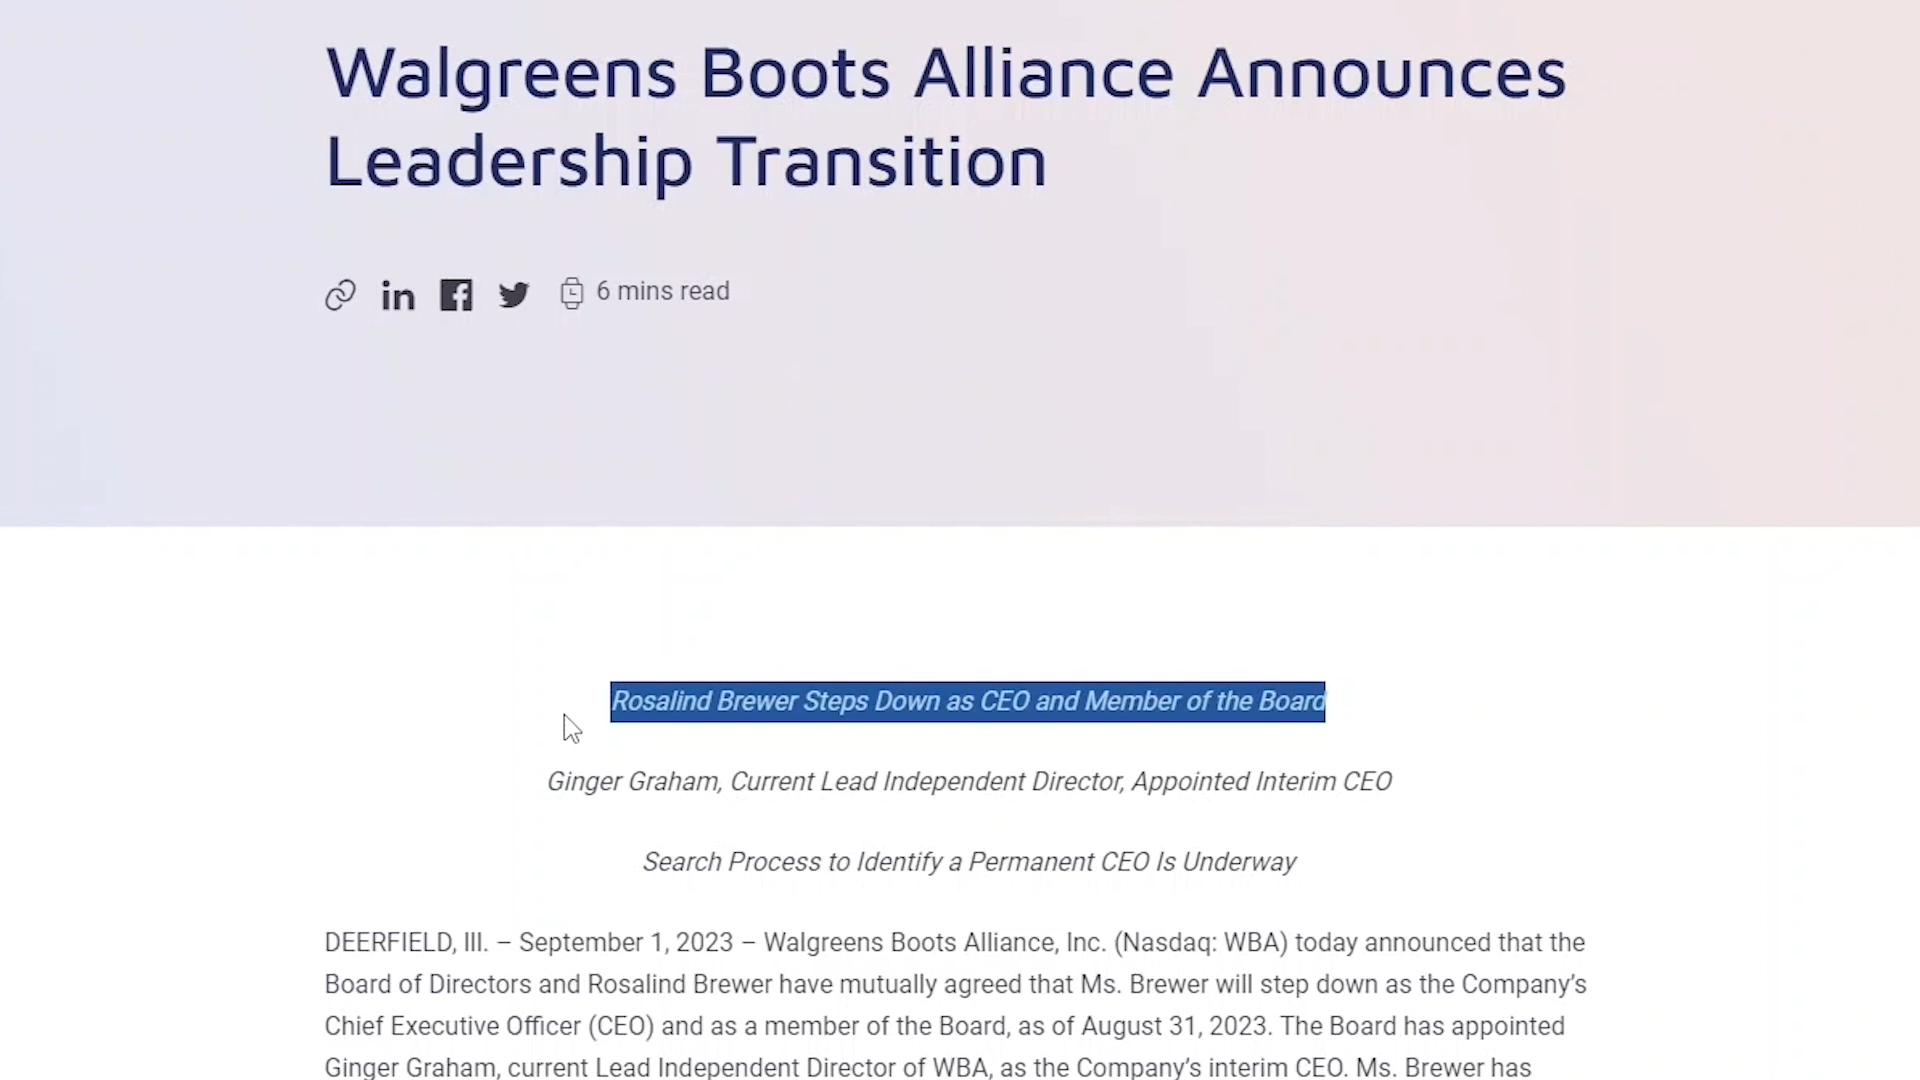 Walgreens Boots Alliance Announces
Leadership Transition
in
6 mins read
Rosalind Brewer Steps Down as CEO and Member of the Board
Ginger Graham, Current Lead Independent Director, Appointed Interim CEO
Search Process to Identify a Permanent CEO Is Underway
DEERFIELD, Ill. – September 1, 2023 – Walgreens Boots Alliance, Inc. (Nasdaq: WBA) today announced that the
Board of Directors and Rosalind Brewer have mutually agreed that Ms. Brewer will step down as the Company’s
Chief Executive Officer (CEO) and as a member of the Board, as of August 31, 2023. The Board has appointed
Ginger Graham, current Lead Independent Director of WBA, as the Company’s interim CEO. Ms. Brewer has